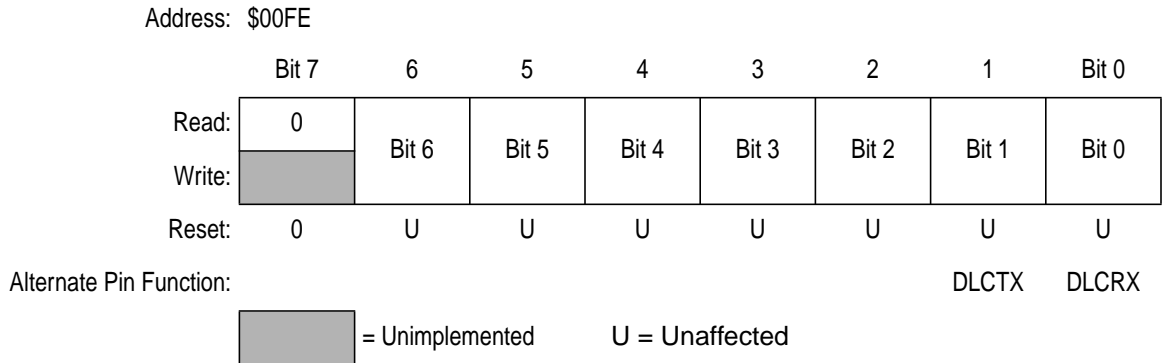 Address: $00FE
Bit 7 6 5 4 3 2 1 Bit 0
Read: 0
Bit 6 Bit 5 Bit 4 Bit 3 Bit 2 Bit 1 Bit 0
Write:
Reset: 0 U U U U U U U
Alternate Pin Function: DLCTX DLCRX
= Unimplemented U = Unaffected